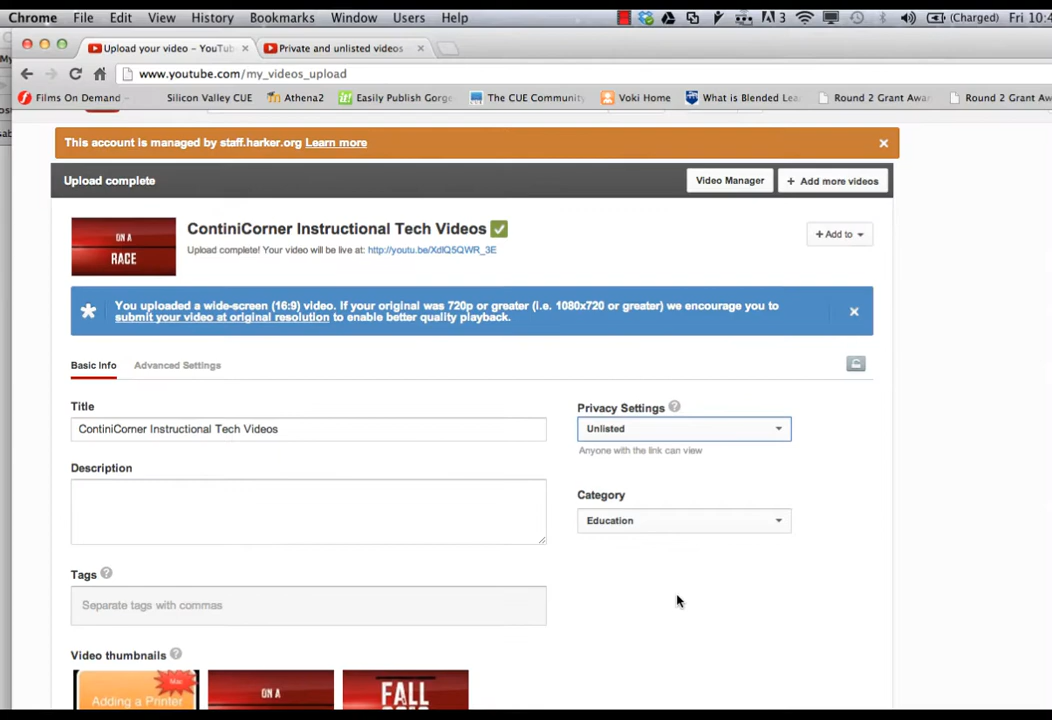 Chrome File Edit View History Bookmarks Window Users Help 3 (Charged) Fri 10:4
Upload your video – YouTub Private and unlisted videos
www.youtube.com/my_videos_upload
Films On Demand – Silicon Valley CUE Athena2 Easily Publish Gorge The CUE Community Voki Home What is Blended Lea Round 2 Grant Awa Round 2 Grant Awa
This account is managed by staff.harker.org Learn more
Upload complete Video Manager + Add more videos
ContiniCorner Instructional Tech Videos
+ Add to
Upload complete! Your video will be live at: http://youtu.be/XdlQ5QWR_3E
ON A
RACE
You uploaded a wide-screen (16:9) video. If your original was 720p or greater (i.e. 1080x720 or greater) we encourage you to
submit your video at original resolution to enable better quality playback.
Basic Info Advanced Settings
Title
ContiniCorner Instructional Tech Videos
Privacy Settings ?
Unlisted
Anyone with the link can view
Description
Category
Education
Tags ?
Separate tags with commas
Video thumbnails ?
Mac
Adding a Printer
ON A
FALL